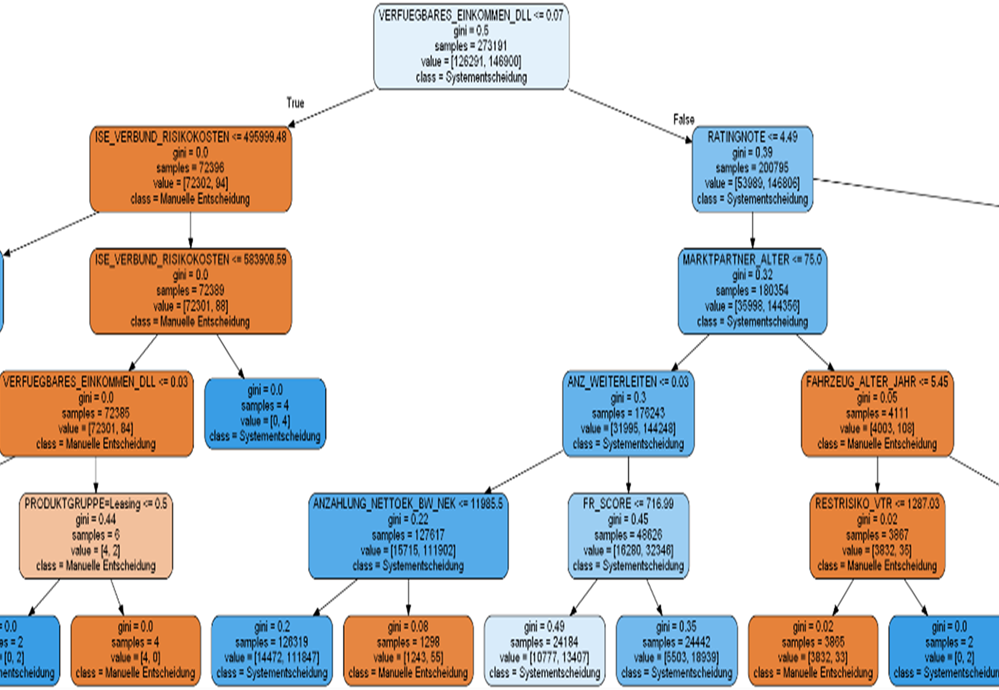 VERFUEGBARES_EINKOMMEN_DLL <= 0.07
gini = 0.5
samples = 273191
value = [126291, 146900]
class = Systementscheidung
True
False
ISE_VERBUND_RISIKOKOSTEN <= 495999.48
gini = 0.0
samples = 72396
value = [72302, 94]
class = Manuelle Entscheidung
RATINGNOTE <= 4.49
gini = 0.39
samples = 200795
value = [53989, 146806]
class = Systementscheidung
ISE_VERBUND_RISIKOKOSTEN <= 583908.59
gini = 0.0
samples = 72389
value = [72301, 88]
class = Manuelle Entscheidung
MARKTPARTNER_ALTER <= 75.0
gini = 0.32
samples = 180354
value = [35998, 144356]
class = Systementscheidung
VERFUEGBARES_EINKOMMEN_DLL <= 0.03
gini = 0.0
samples = 72385
value = [72301, 84]
class = Manuelle Entscheidung
gini = 0.0
samples = 4
value = [0, 4]
class = Systementscheidung
ANZ_WEITERLEITEN <= 0.03
gini = 0.3
samples = 176243
value = [31995, 144248]
class = Systementscheidung
FAHRZEUG_ALTER_JAHR <= 5.45
gini = 0.05
samples = 4111
value = [4003, 108]
class = Manuelle Entscheidung
PRODUKTGRUPPE=Leasing <= 0.5
gini = 0.44
samples = 6
value = [4, 2]
class = Manuelle Entscheidung
ANZAHLUNG_NETTOEK_BW_NEK <= 11985.5
gini = 0.22
samples = 127617
value = [15715, 111902]
class = Systementscheidung
FR_SCORE <= 716.99
gini = 0.45
samples = 48626
value = [16280, 32346]
class = Systementscheidung
RESTRISIKO_VTR <= 1287.03
gini = 0.02
samples = 3867
value = [3832, 35]
class = Manuelle Entscheidung
= 0.0
= 2
[0, 2]
gini = 0.0
samples = 4
value = [4, 0]
class = Manuelle Entscheidung
gini = 0.2
samples = 126319
value = [14472, 111847]
class = Systementscheidung
gini = 0.08
samples = 1298
value = [1243, 55]
class = Manuelle Entscheidung
gini = 0.49
samples = 24184
value = [10777, 13407]
class = Systementscheidung
gini = 0.35
samples = 24442
value = [5503, 18939]
class = Systementscheidung
gini = 0.02
samples = 3865
value = [3832, 33]
class = Manuelle Entscheidung
gini = 0.0
samples = 2
value = [0, 2]
class = Systementscheidung